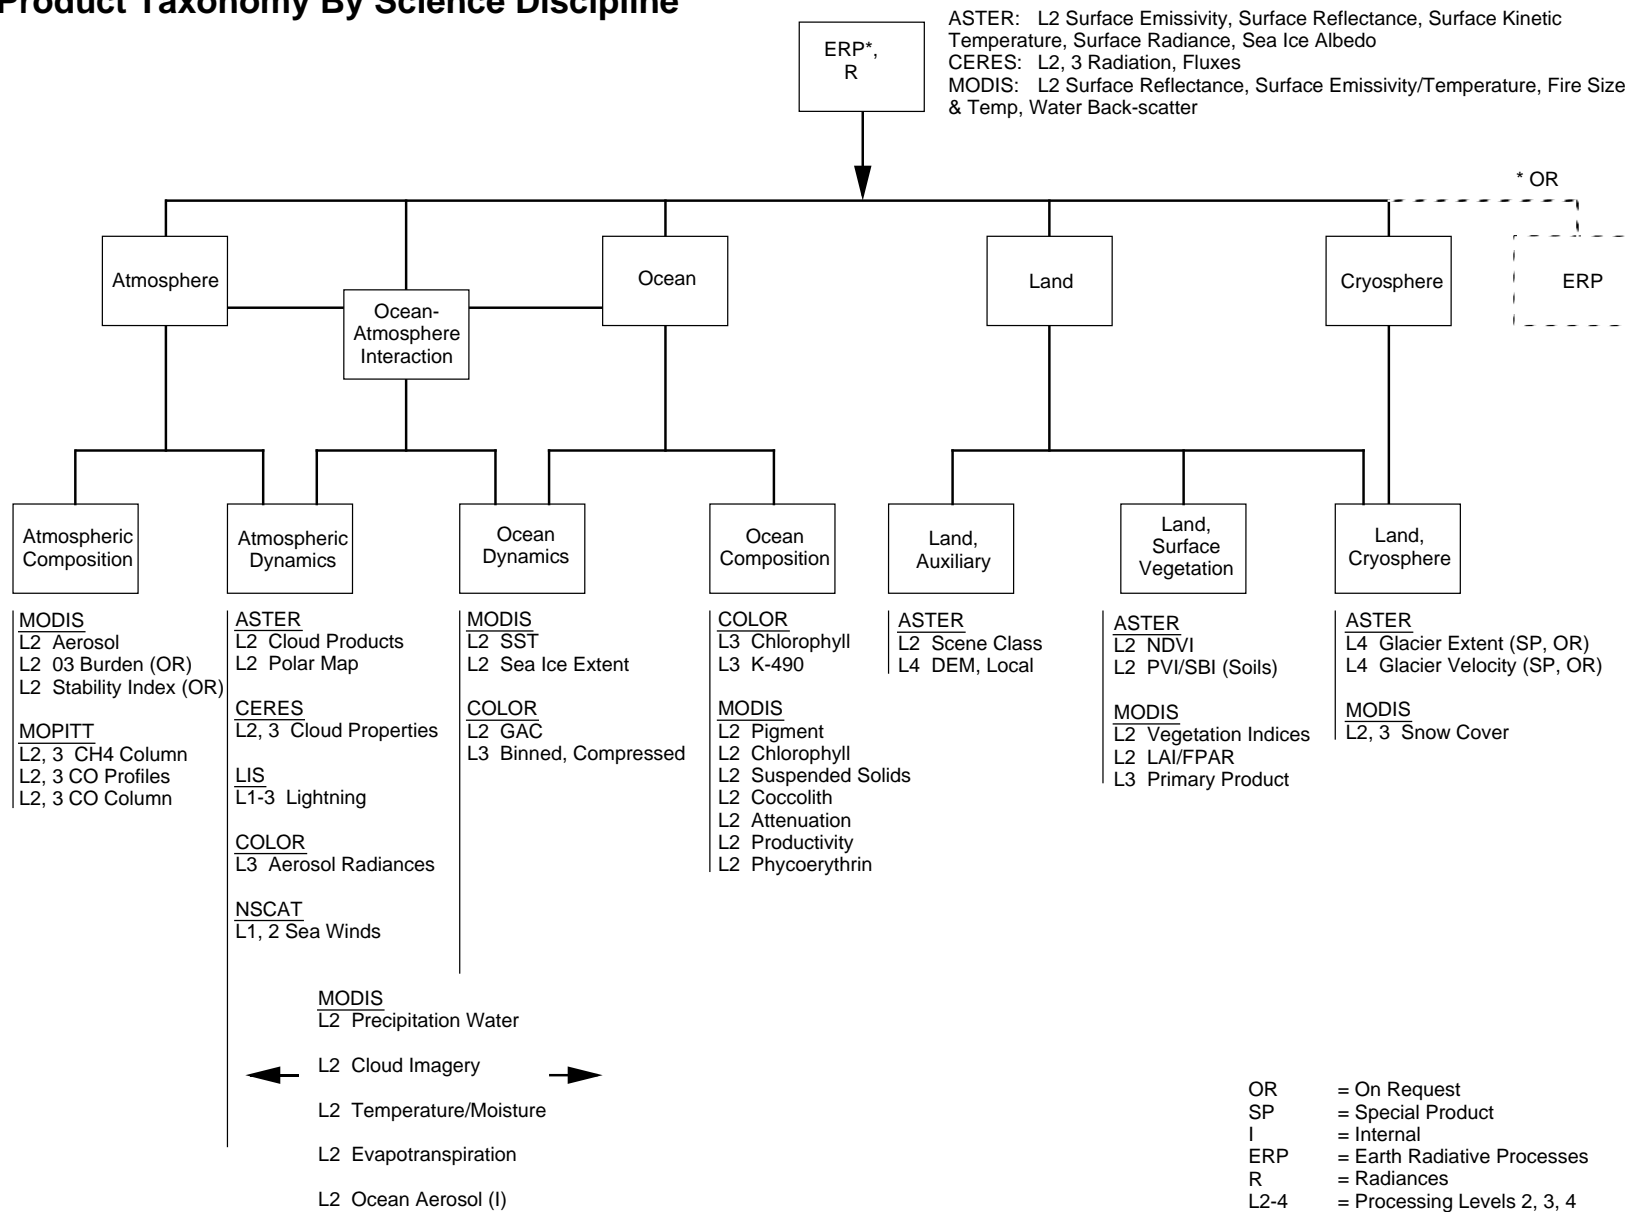 Product Taxonomy By Science Discipline
ERP*,
R
ASTER: L2 Surface Emissivity, Surface Reflectance, Surface Kinetic
Temperature, Surface Radiance, Sea Ice Albedo
CERES: L2, 3 Radiation, Fluxes
MODIS: L2 Surface Reflectance, Surface Emissivity/Temperature, Fire Size
& Temp, Water Back-scatter
* OR
Atmosphere
Ocean-
Atmosphere
Interaction
Ocean
Land
Cryosphere
ERP
Atmospheric
Composition
Atmospheric
Dynamics
Ocean
Dynamics
Ocean
Composition
Land,
Auxiliary
Land,
Surface
Vegetation
Land,
Cryosphere
MODIS
L2 Aerosol
L2 03 Burden (OR)
L2 Stability Index (OR)
MOPITT
L2, 3 CH4 Column
L2, 3 CO Profiles
L2, 3 CO Column
ASTER
L2 Cloud Products
L2 Polar Map
CERES
L2, 3 Cloud Properties
LIS
L1-3 Lightning
COLOR
L3 Aerosol Radiances
NSCAT
L1, 2 Sea Winds
MODIS
L2 SST
L2 Sea Ice Extent
COLOR
L2 GAC
L3 Binned, Compressed
MODIS
L2 Precipitation Water
L2 Cloud Imagery
L2 Temperature/Moisture
L2 Evapotranspiration
L2 Ocean Aerosol (I)
COLOR
L3 Chlorophyll
L3 K-490
MODIS
L2 Pigment
L2 Chlorophyll
L2 Suspended Solids
L2 Coccolith
L2 Attenuation
L2 Productivity
L2 Phycoerythrin
ASTER
L2 Scene Class
L4 DEM, Local
ASTER
L2 NDVI
L2 PVI/SBI (Soils)
MODIS
L2 Vegetation Indices
L2 LAI/FPAR
L3 Primary Product
ASTER
L4 Glacier Extent (SP, OR)
L4 Glacier Velocity (SP, OR)
MODIS
L2, 3 Snow Cover
OR = On Request
SP = Special Product
I = Internal
ERP = Earth Radiative Processes
R = Radiances
L2-4 = Processing Levels 2, 3, 4